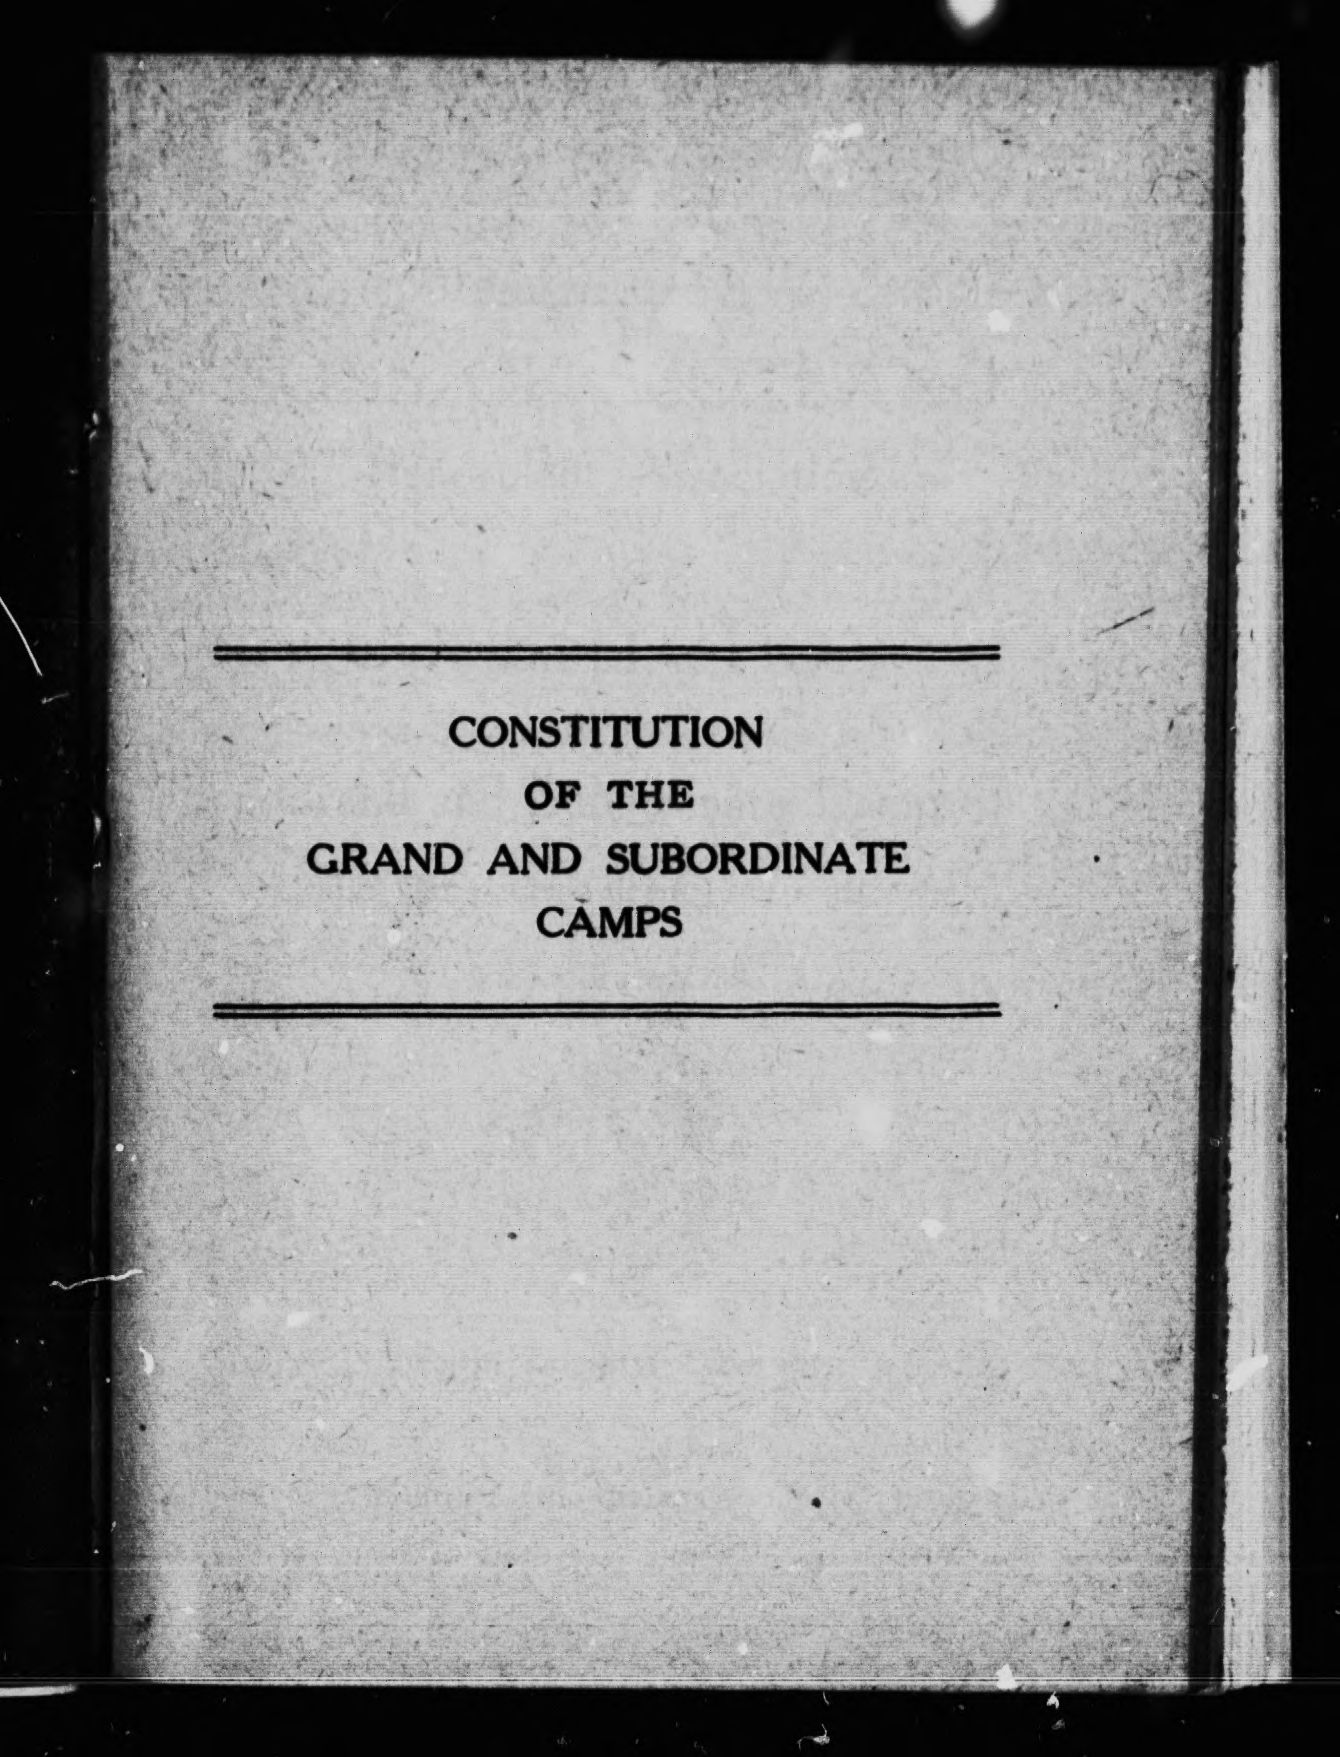 CONSTITUTION
OF THE
GRAND AND SUBORDINATE
CAMPS